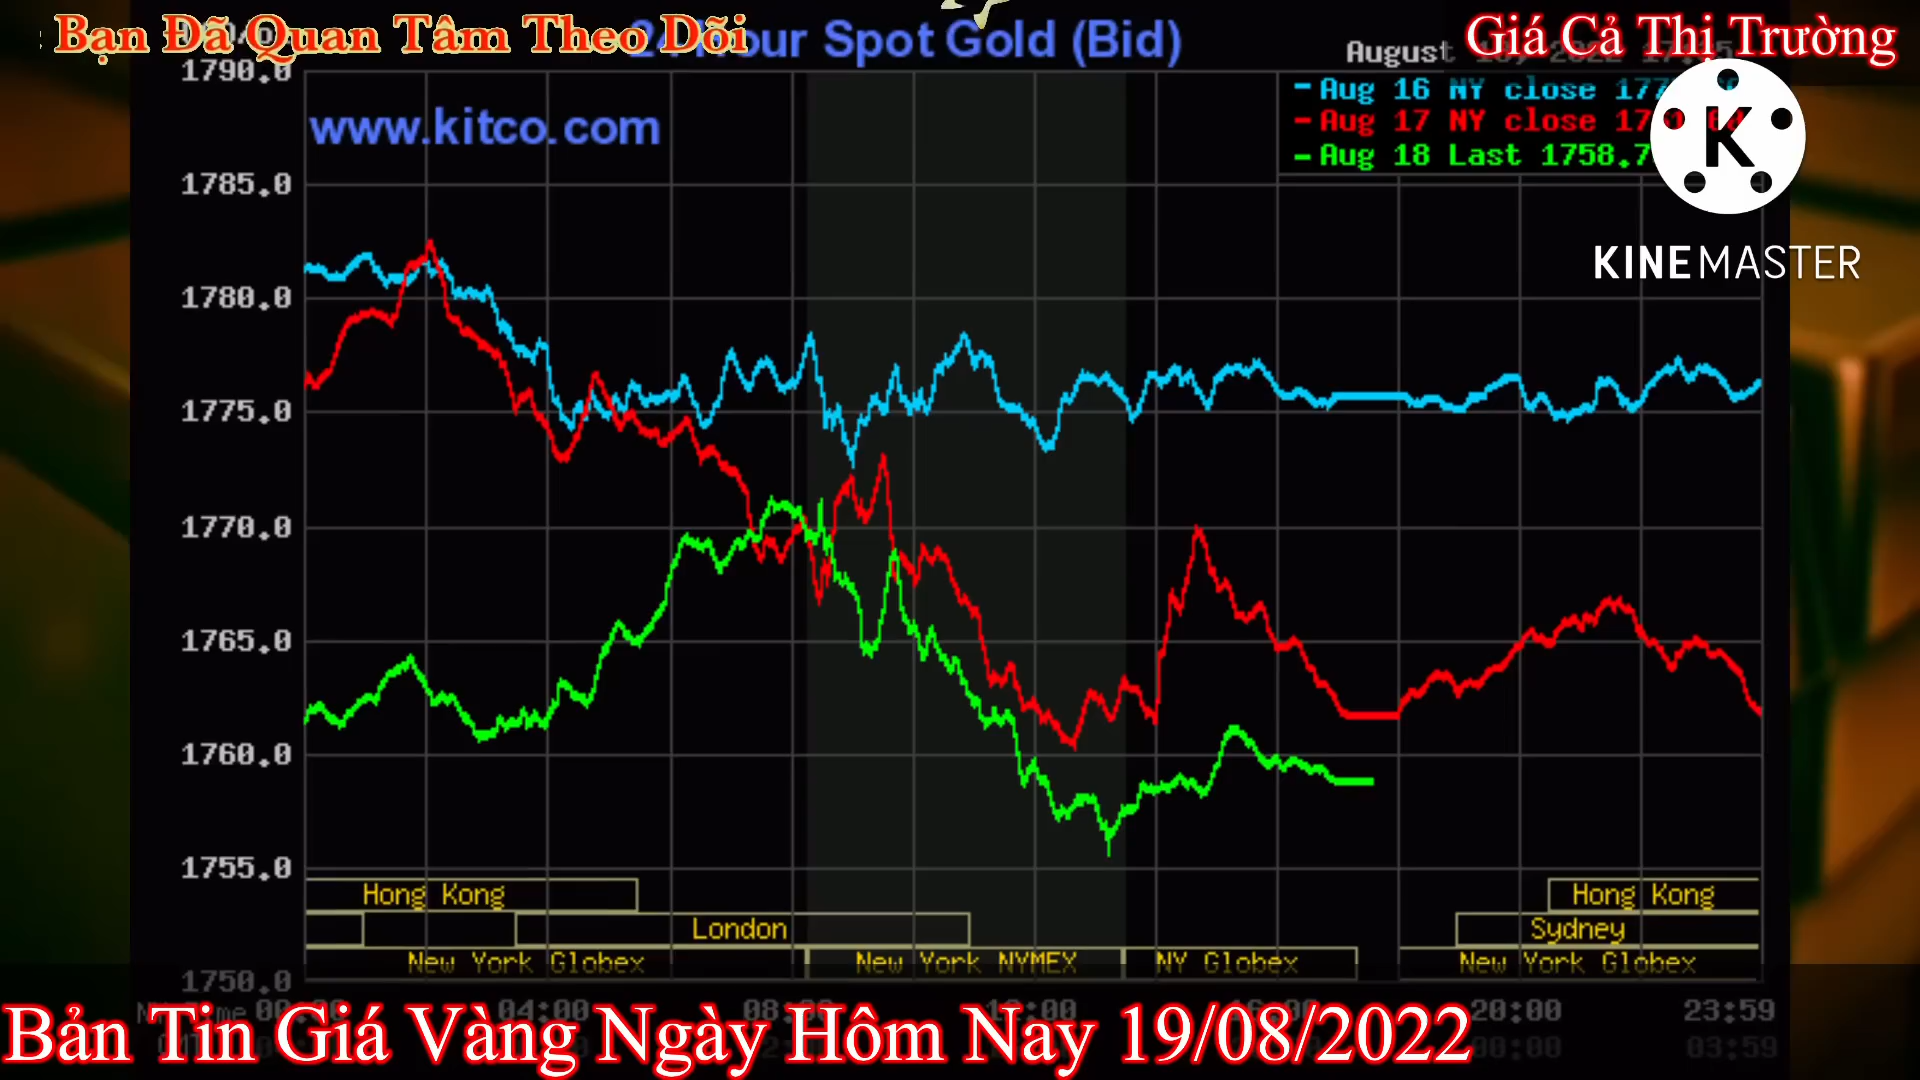 Bạn Đã Quan Tâm Theo Dõi
Hour Spot Gold (Bid)
Giá Cả Thị Trường
August
www.kitco.com
Aug 16 NY close
Aug 17 NY close
Aug 18 Last 1758.7
K
KINEMASTER
1790.0
1785.0
1780.0
1775.0
1770.0
1765.0
1760.0
1755.0
1750.0
Hong Kong
Hong Kong
London
Sydney
New York Globex
New York NYMEX
NY Globex
New York Globex
04:00
20:00
23:59
03:59
Bản Tin Giá Vàng Ngày Hôm Nay 19/08/2022